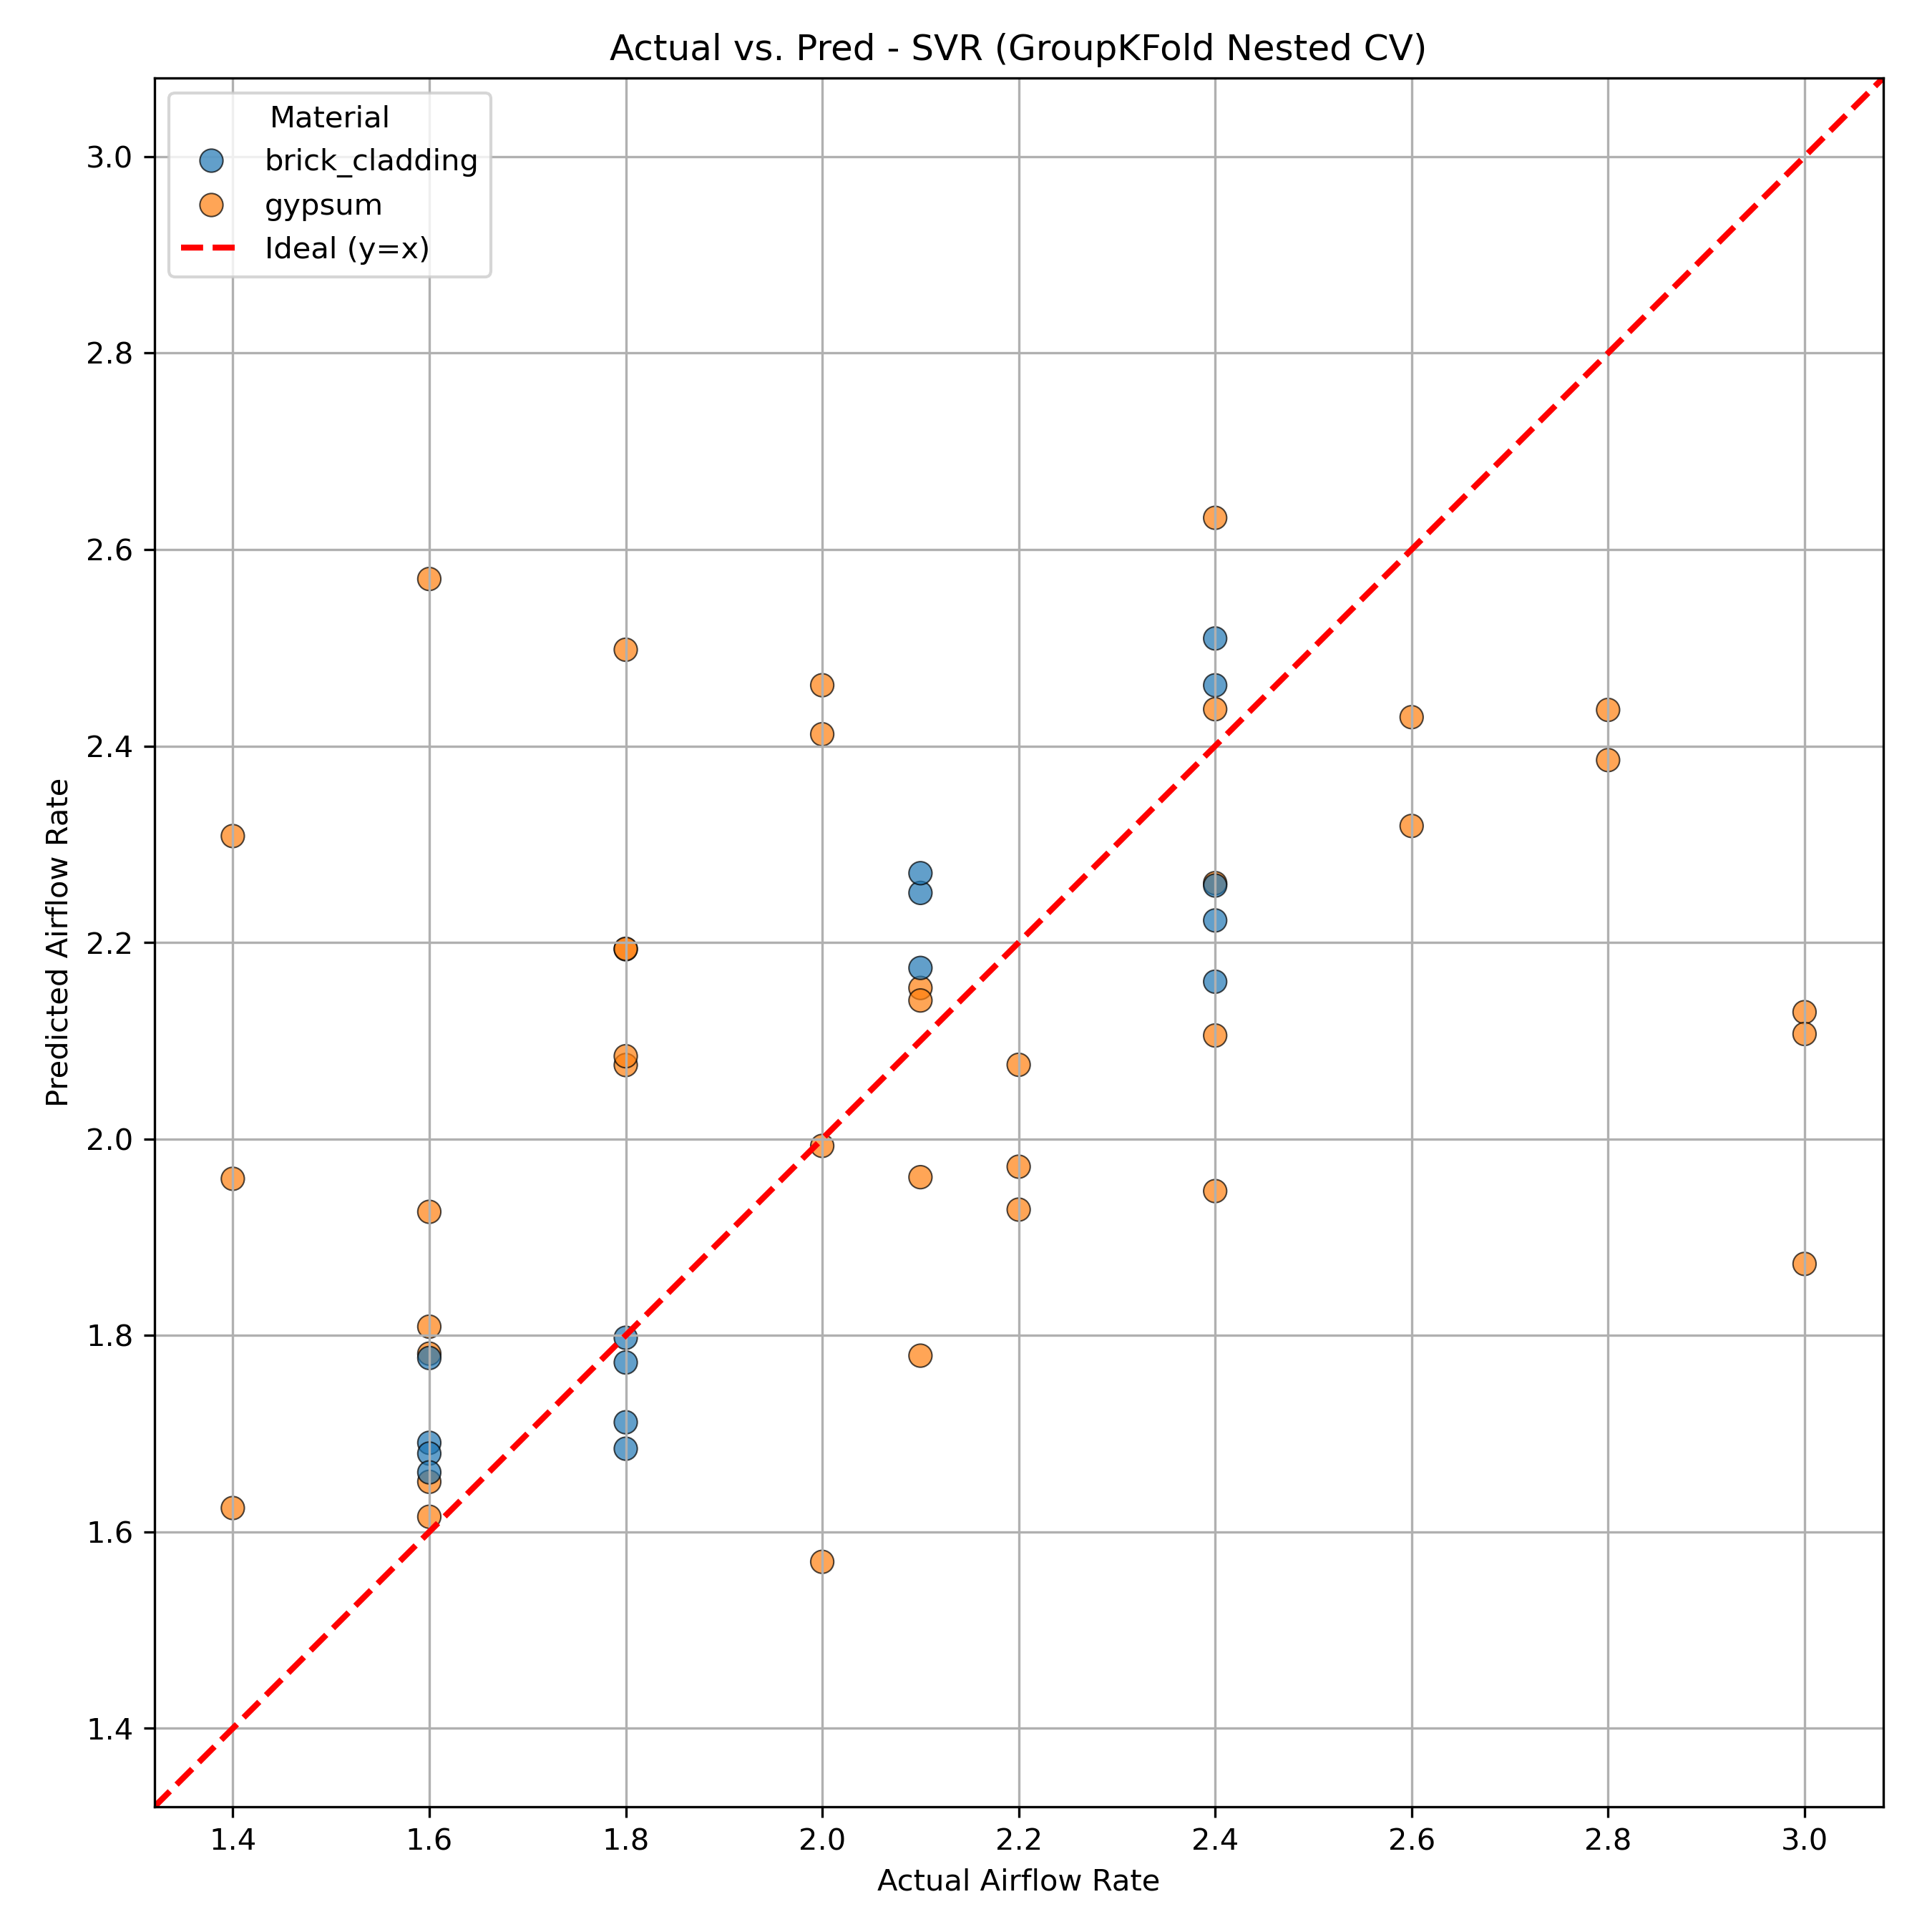 Actual vs. Pred - SVR (GroupKFold Nested CV)
Material
brick_cladding
gypsum
Ideal (y=x)
3.0
2.8
2.6
2.4
2.2
2.0
1.8
1.6
1.4
Predicted Airflow Rate
1.4 1.6 1.8 2.0 2.2 2.4 2.6 2.8 3.0
Actual Airflow Rate